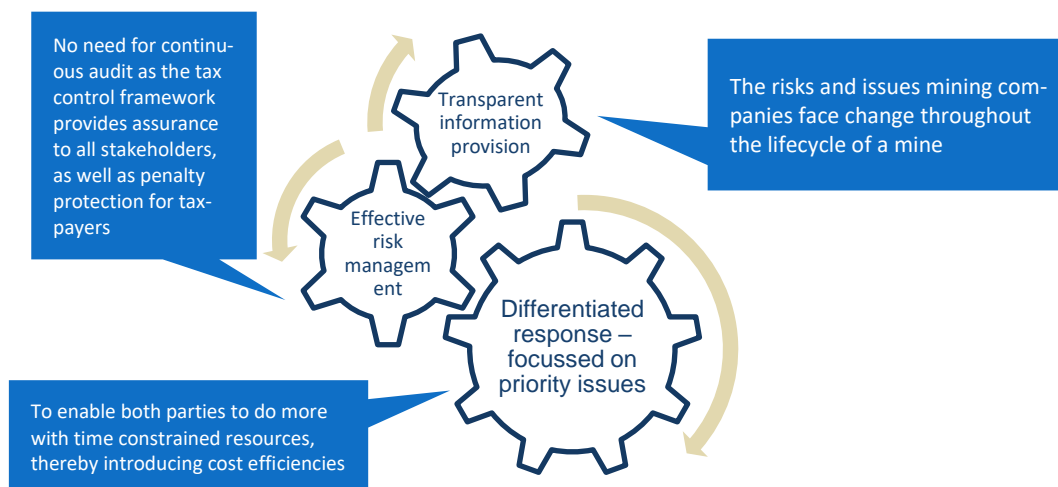 No need for continu-
ous audit as the tax
control framework
provides assurance
to all stakeholders,
as well as penalty
protection for tax-
payers
Transparent
information
provision
The risks and issues mining com-
panies face change throughout
the lifecycle of a mine
Effective
risk
managem
ent
Differentiated
response –
focussed on
priority issues
To enable both parties to do more
with time constrained resources,
thereby introducing cost efficiencies